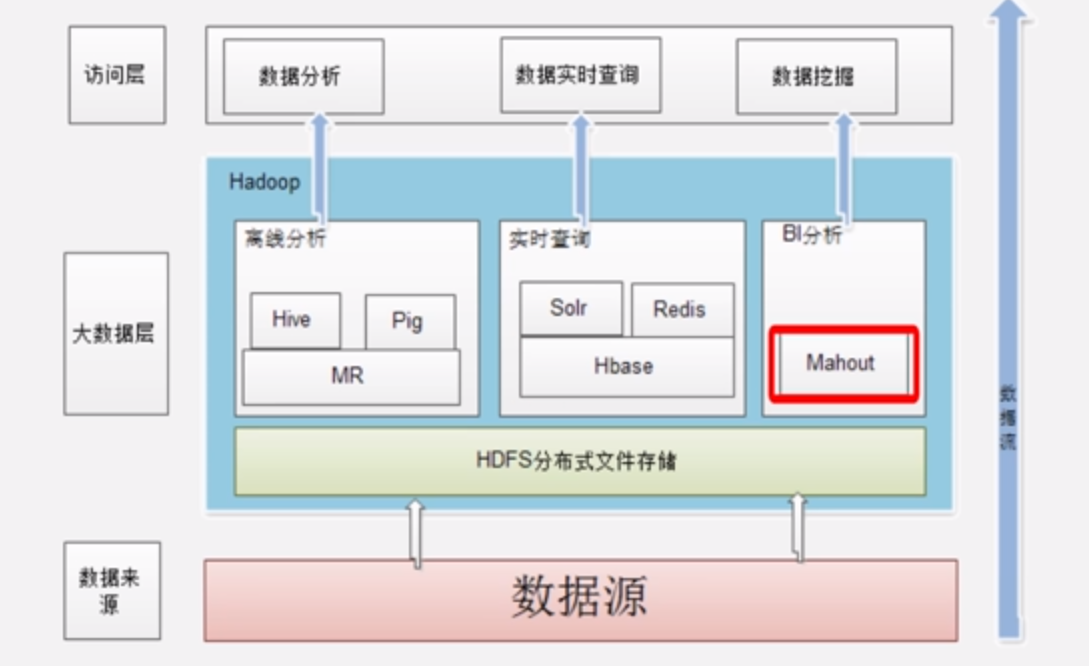 访问层
数据分析
数据实时查询
数据挖掘
Hadoop
离线分析
实时查询
BI分析
大数据层
Hive
Pig
MR
Solr
Redis
Hbase
Mahout
HDFS分布式文件存储
数据来
源
数据源
数
据
流